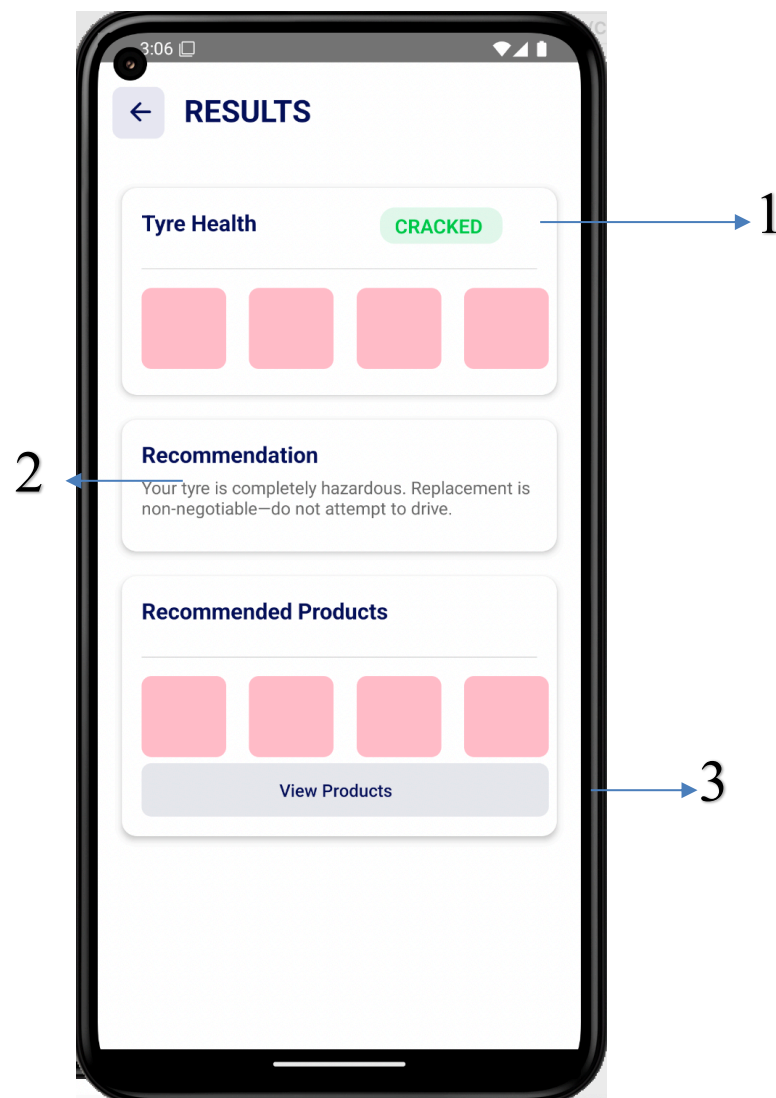 3:06
RESULTS
Tyre Health
CRACKED
1
2
Recommendation
Your tyre is completely hazardous. Replacement is
non-negotiable—do not attempt to drive.
Recommended Products
View Products
3